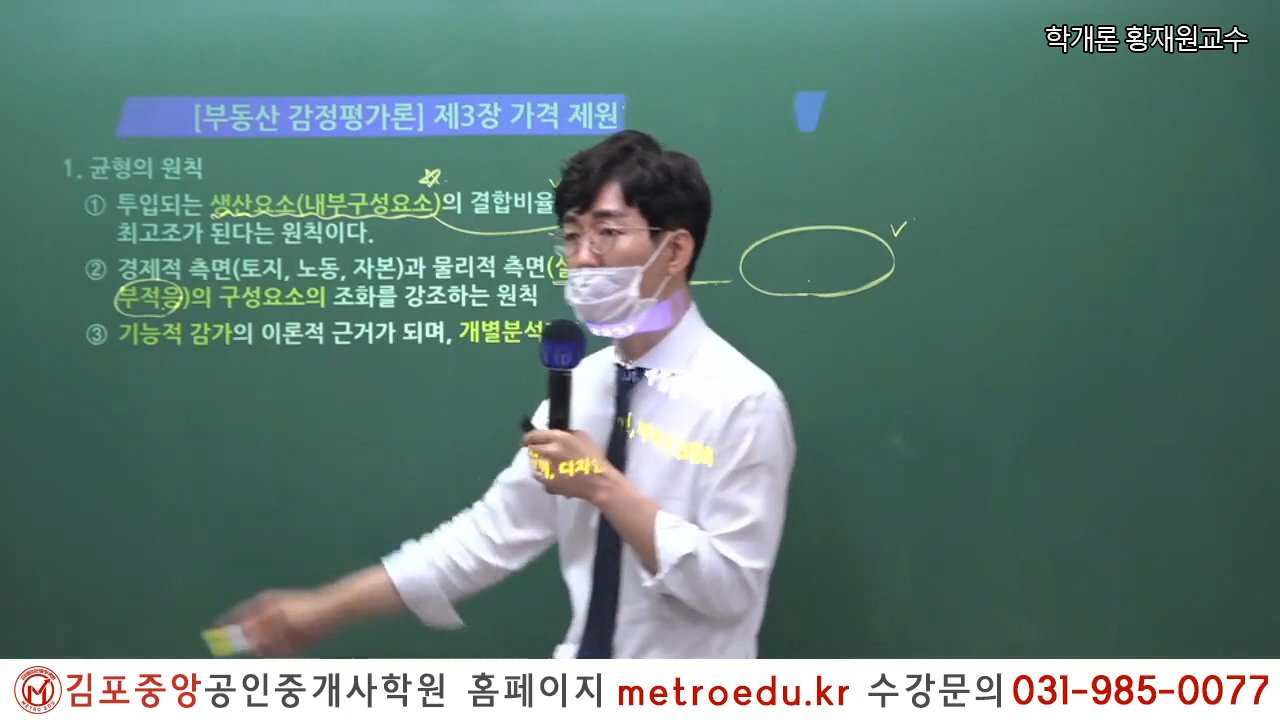 학개론 황재원교수
[부동산 감정평가론] 제3장 가격 제원
1. 균형의 원칙
① 투입되는 생산요소(내부구성요소)의 결합비율
최고조가 된다는 원칙이다.
② 경제적 측면(토지, 노동, 자본)과 물리적 측면(
부적응)의 구성요소의 조화를 강조하는 원칙
③ 기능적 감가의 이론적 근거가 되며, 개별분석
디자인
METRO EDU
김포중앙공인중개사학원 홈페이지 metroedu.kr 수강문의 031-985-0077